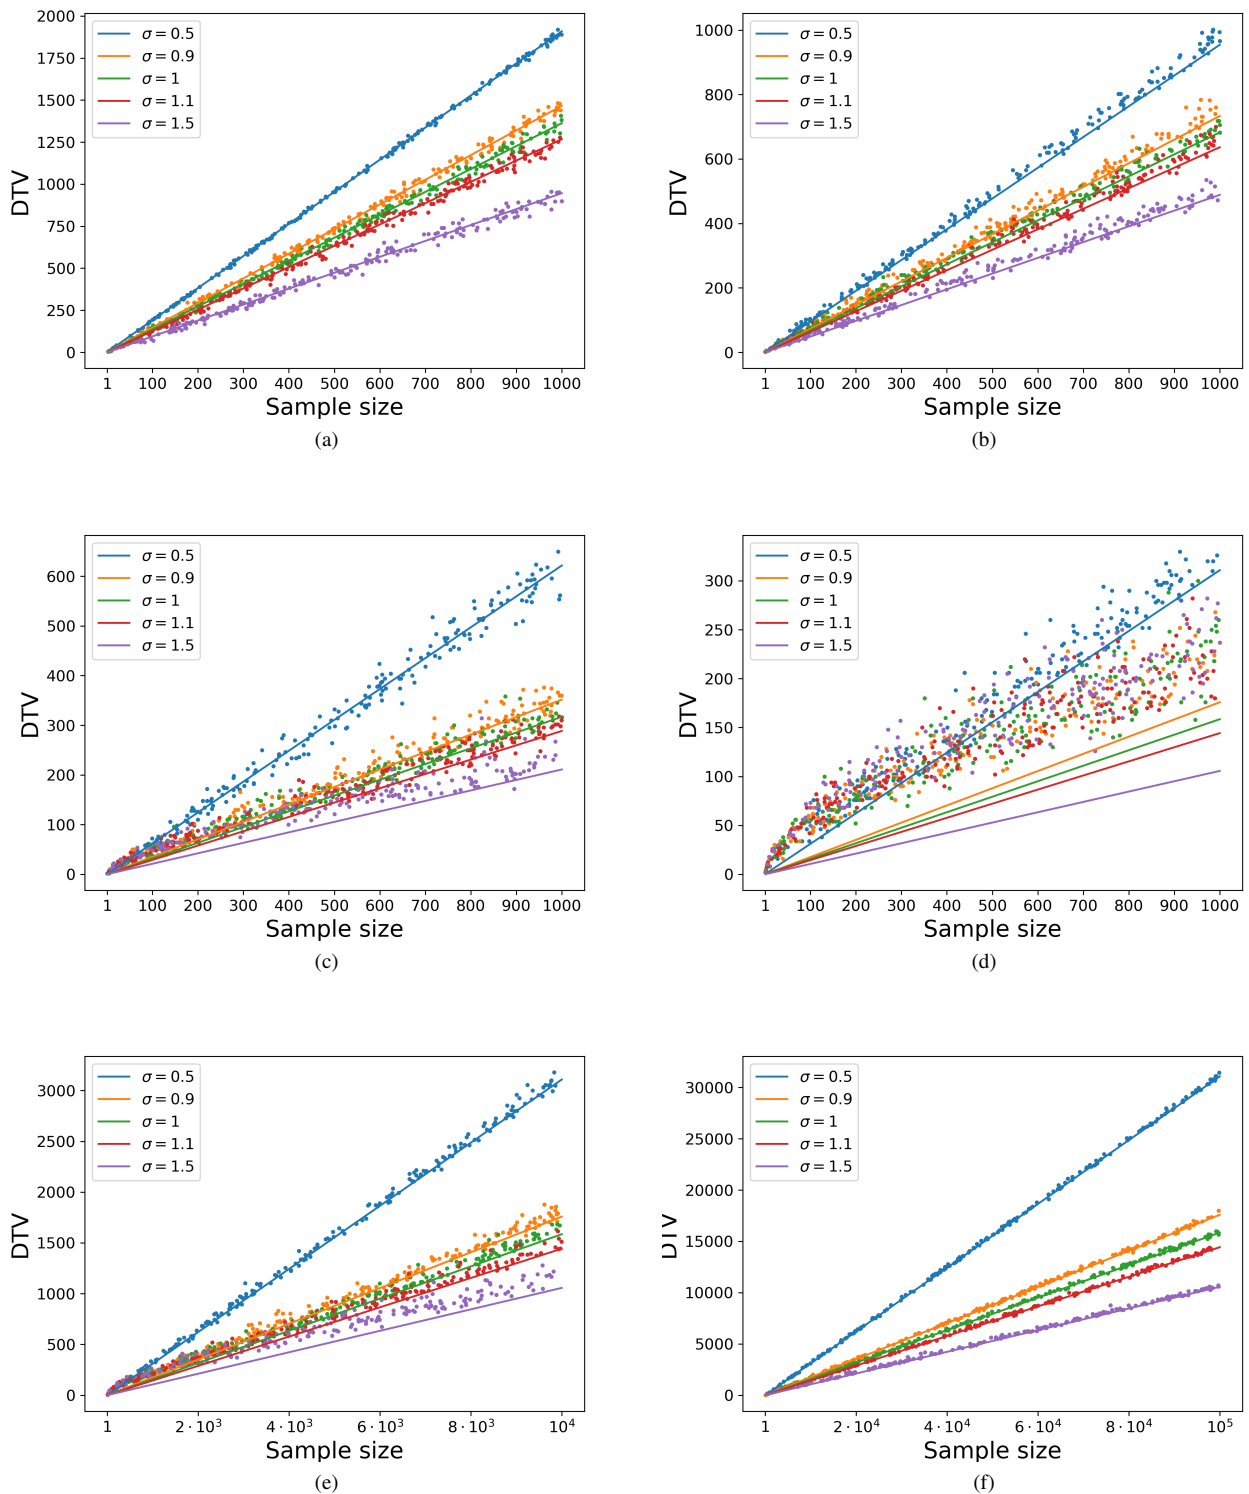 2000
1750
1500
1250
1000
750
500
250
0
DTV
σ = 0.5
σ = 0.9
σ = 1
σ = 1.1
σ = 1.5
1 100 200 300 400 500 600 700 800 900 1000
Sample size
(a)
1000
800
600
400
200
0
DTV
σ = 0.5
σ = 0.9
σ = 1
σ = 1.1
σ = 1.5
1 100 200 300 400 500 600 700 800 900 1000
Sample size
(b)
600
500
400
300
200
100
0
DTV
σ = 0.5
σ = 0.9
σ = 1
σ = 1.1
σ = 1.5
1 100 200 300 400 500 600 700 800 900 1000
Sample size
(c)
300
250
200
150
100
50
0
DTV
σ = 0.5
σ = 0.9
σ = 1
σ = 1.1
σ = 1.5
1 100 200 300 400 500 600 700 800 900 1000
Sample size
(d)
3000
2500
2000
1500
1000
500
0
DTV
σ = 0.5
σ = 0.9
σ = 1
σ = 1.1
σ = 1.5
1 2·10³ 4·10³ 6·10³ 8·10³ 10⁴
Sample size
(e)
30000
25000
20000
15000
10000
5000
0
DTV
σ = 0.5
σ = 0.9
σ = 1
σ = 1.1
σ = 1.5
1 2·10⁴ 4·10⁴ 6·10⁴ 8·10⁴ 10⁵
Sample size
(f)